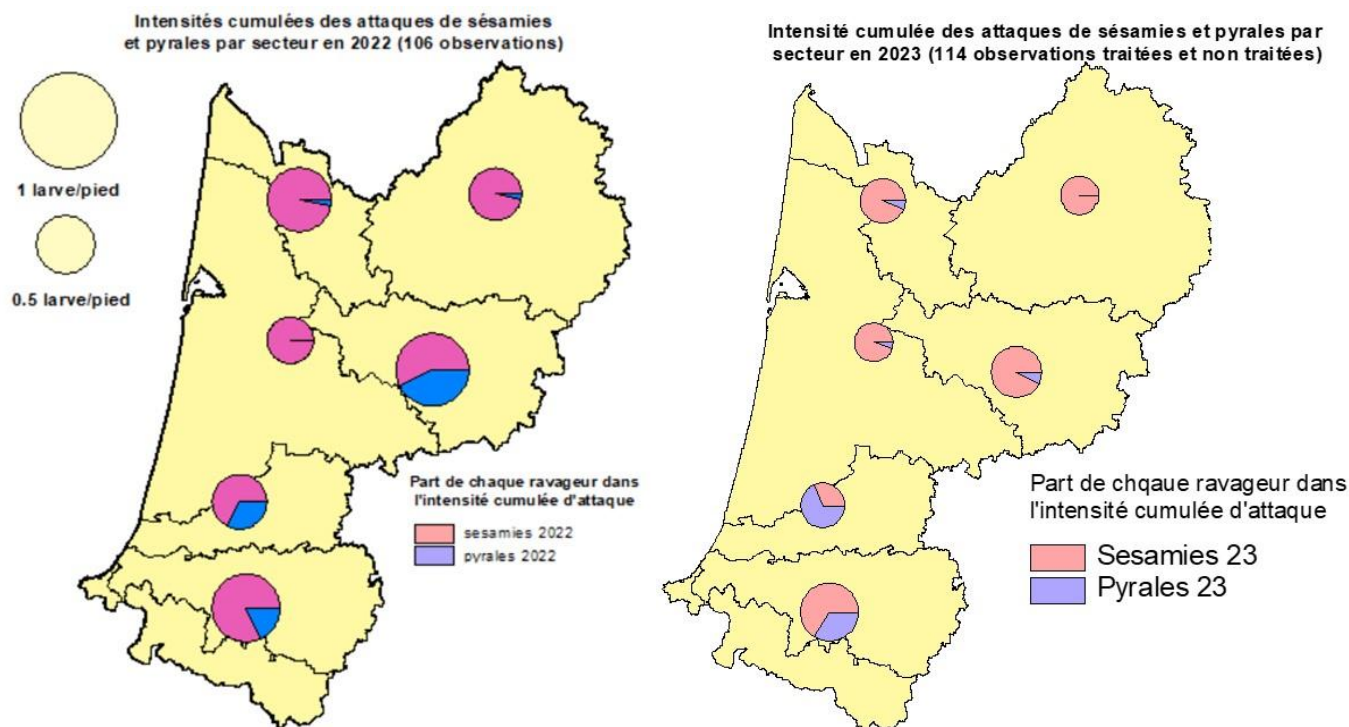 Intensités cumulées des attaques de sésamies
et pyrales par secteur en 2022 (106 observations)
1 larve/pied
0.5 larve/pied
Part de chaque ravageur dans
l'intensité cumulée d'attaque
sesamies 2022
pyrales 2022
Intensité cumulée des attaques de sésamies et pyrales par
secteur en 2023 (114 observations traitées et non traitées)
Part de chqaue ravageur dans
l'intensité cumulée d'attaque
Sesamies 23
Pyrales 23